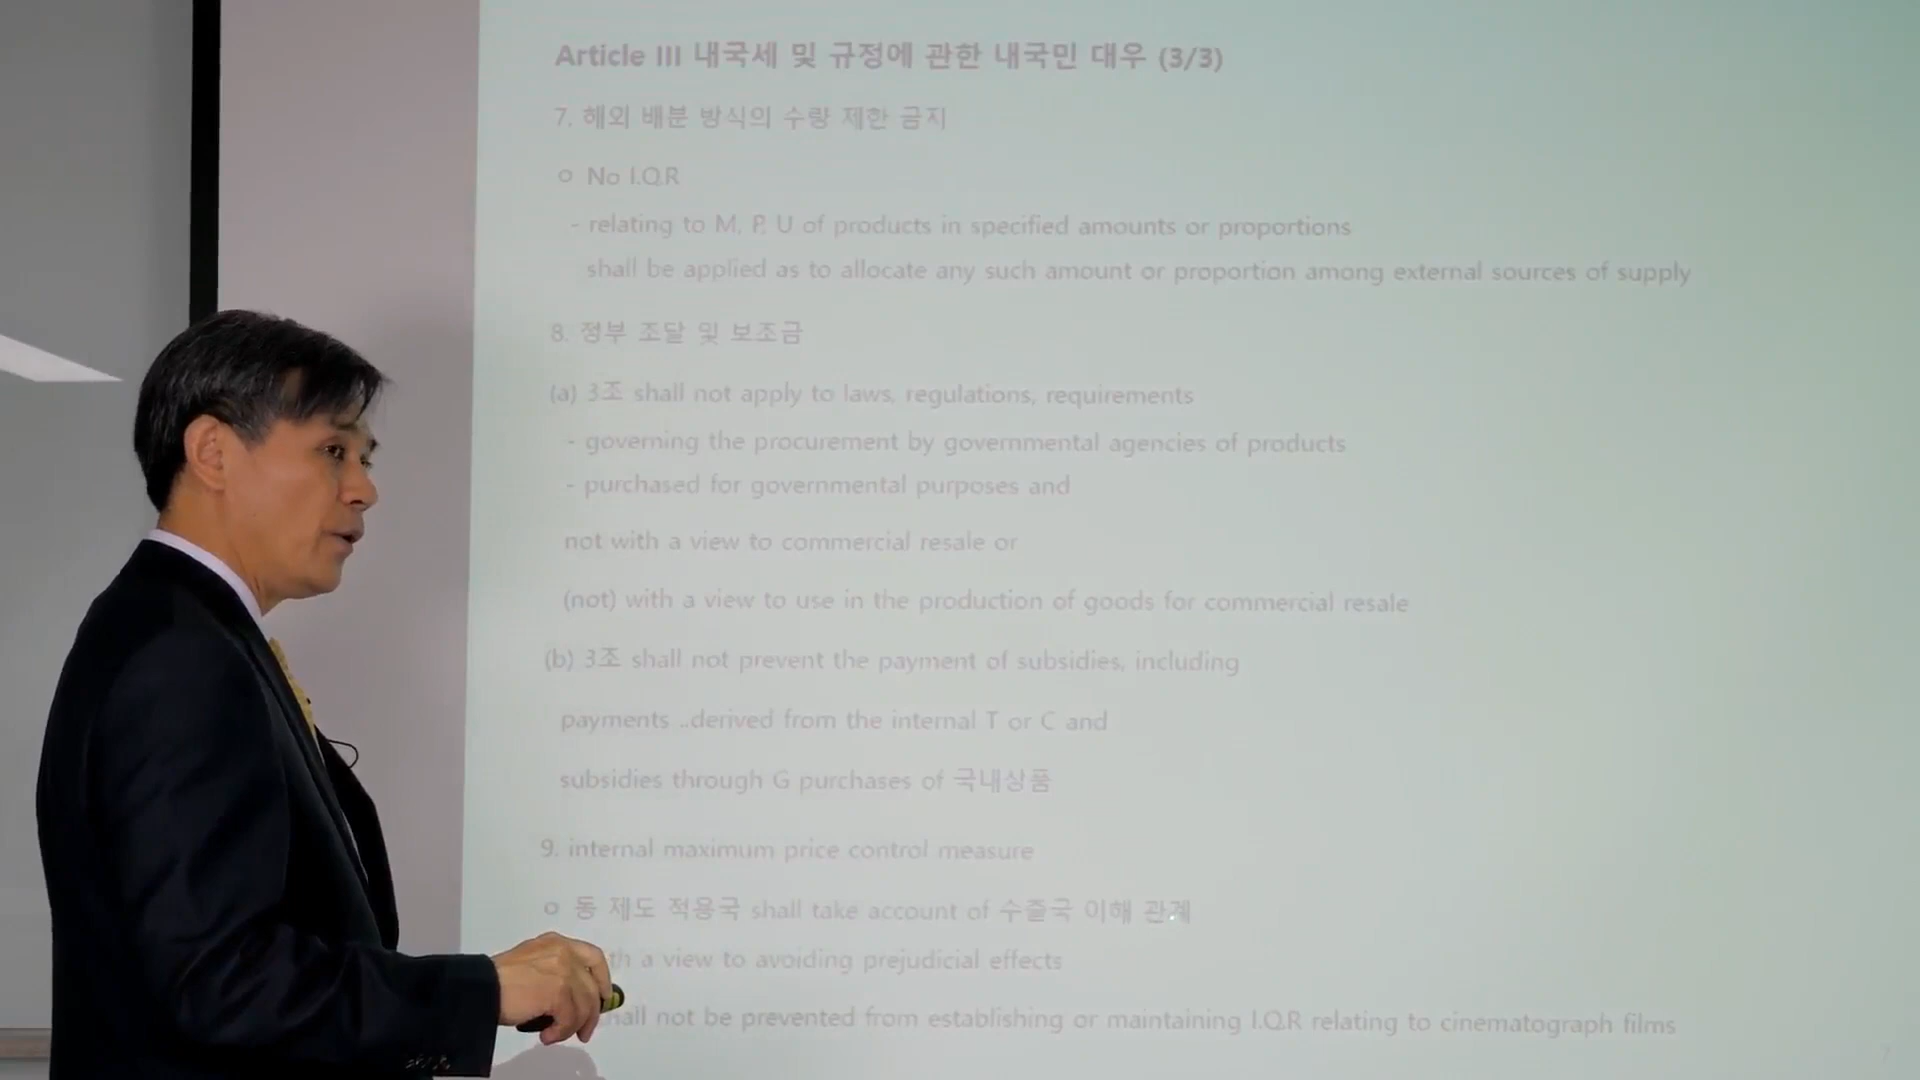 Article III 내국세 및 규정에 관한 내국민 대우 (3/3)
7. 해외 배분 방식의 수량 제한 금지
o No I.Q.R
- relating to M, P, U of products in specified amounts or proportions
shall be applied as to allocate any such amount or proportion among external sources of supply
8. 정부 조달 및 보조금
(a) 3조 shall not apply to laws, regulations, requirements
- governing the procurement by governmental agencies of products
- purchased for governmental purposes and
not with a view to commercial resale or
(not) with a view to use in the production of goods for commercial resale
(b) 3조 shall not prevent the payment of subsidies, including
payments ..derived from the internal T or C and
subsidies through G purchases of 국내상품
9. internal maximum price control measure
o 동 제도 적용국 shall take account of 수출국 이해 관계
a view to avoiding prejudicial effects
not be prevented from establishing or maintaining I.Q.R relating to cinematograph films
7